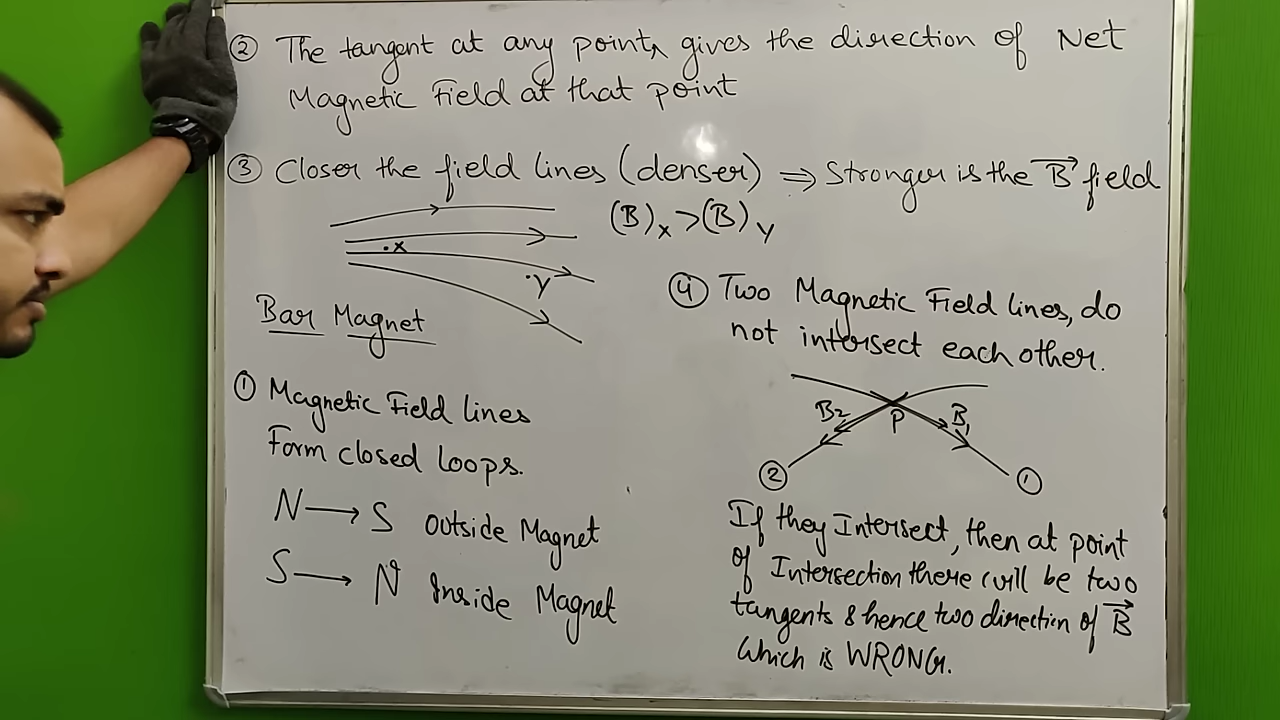 ② The tangent at any point, gives the direction of Net
Magnetic Field at that point
③ Closer the field lines (denser) ⇒ Stronger is the B⃗ field
(B)x > (B)y
.x
.y
Bar Magnet
① Magnetic Field lines
Form closed loops.
N → S Outside Magnet
S → N Inside Magnet
④ Two Magnetic Field lines, do
not intersect each other.
B2 P B1
② ①
If they Intersect, then at point
of Intersection there will be two
tangents & hence two direction of B⃗
which is WRONG.